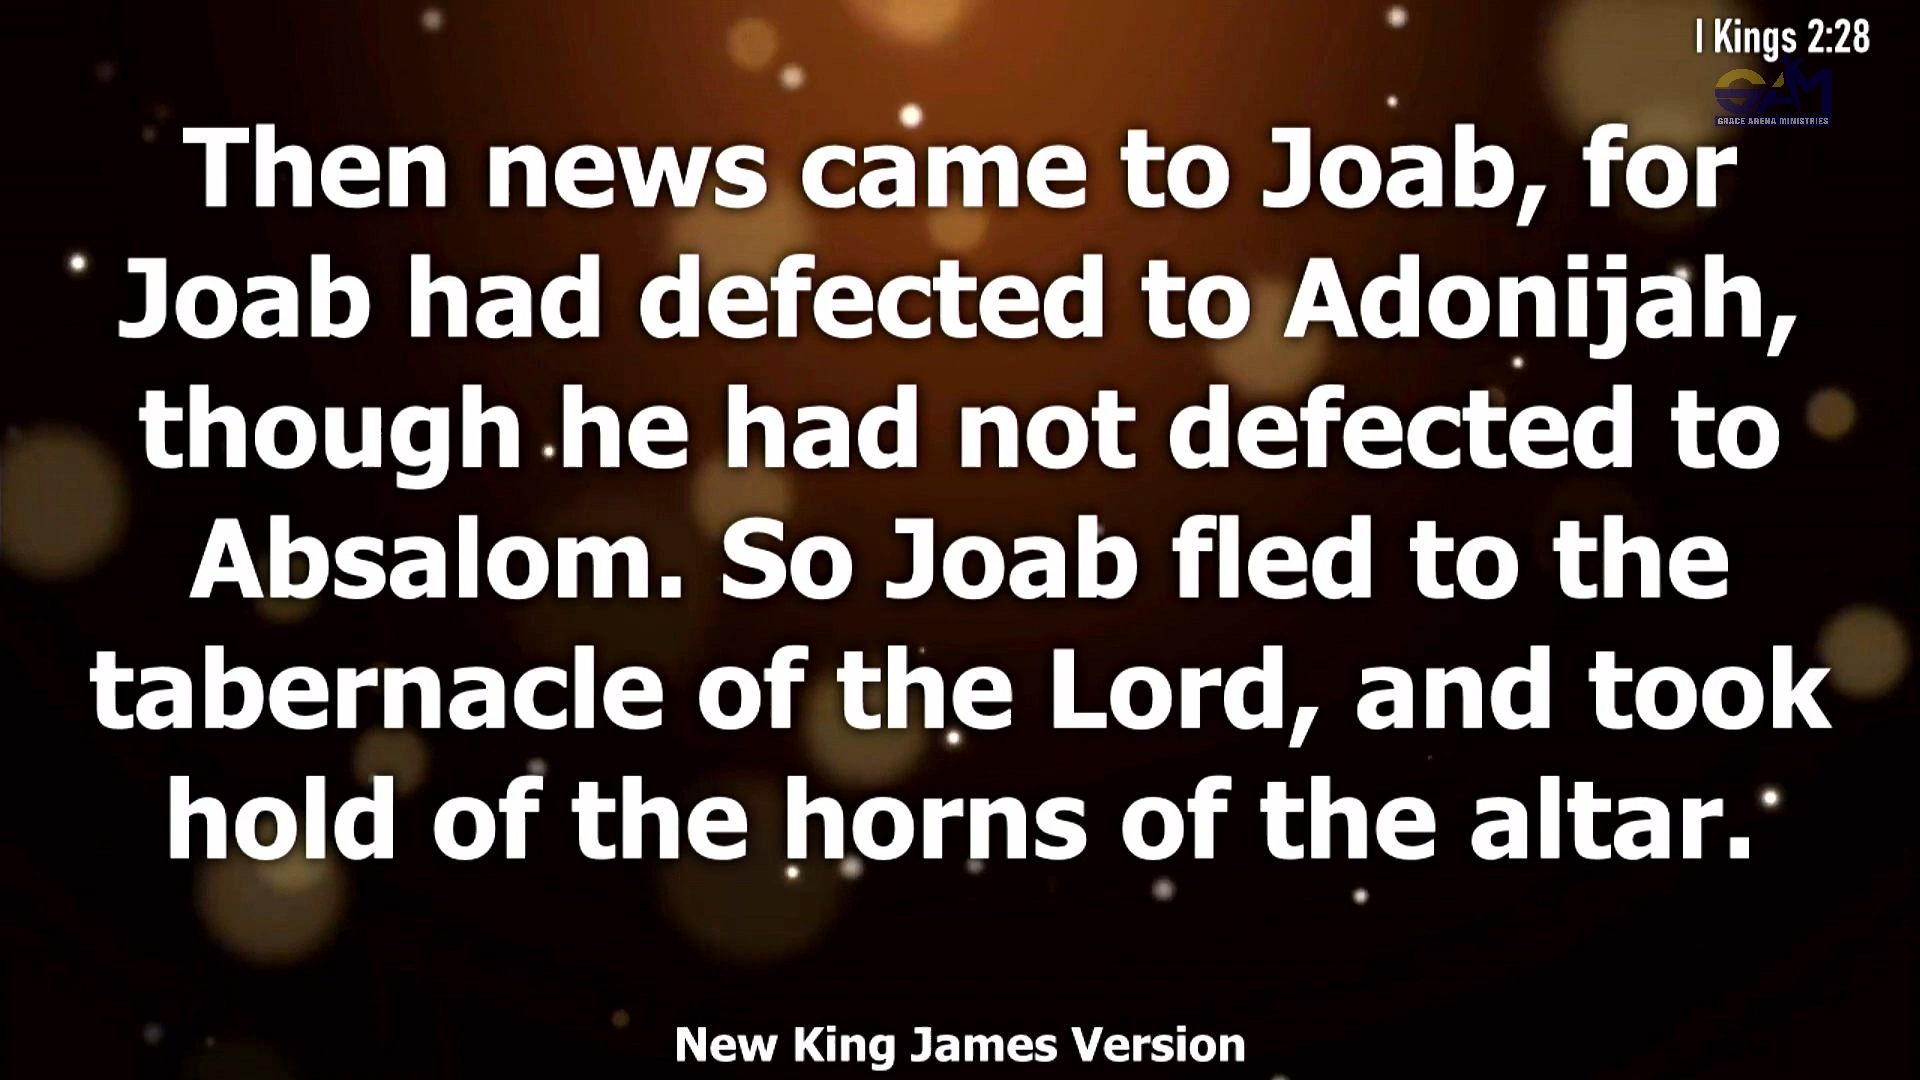 I Kings 2:28
GAM
GRACE ARENA MINISTRIES
Then news came to Joab, for
Joab had defected to Adonijah,
though he had not defected to
Absalom. So Joab fled to the
tabernacle of the Lord, and took
hold of the horns of the altar.
New King James Version